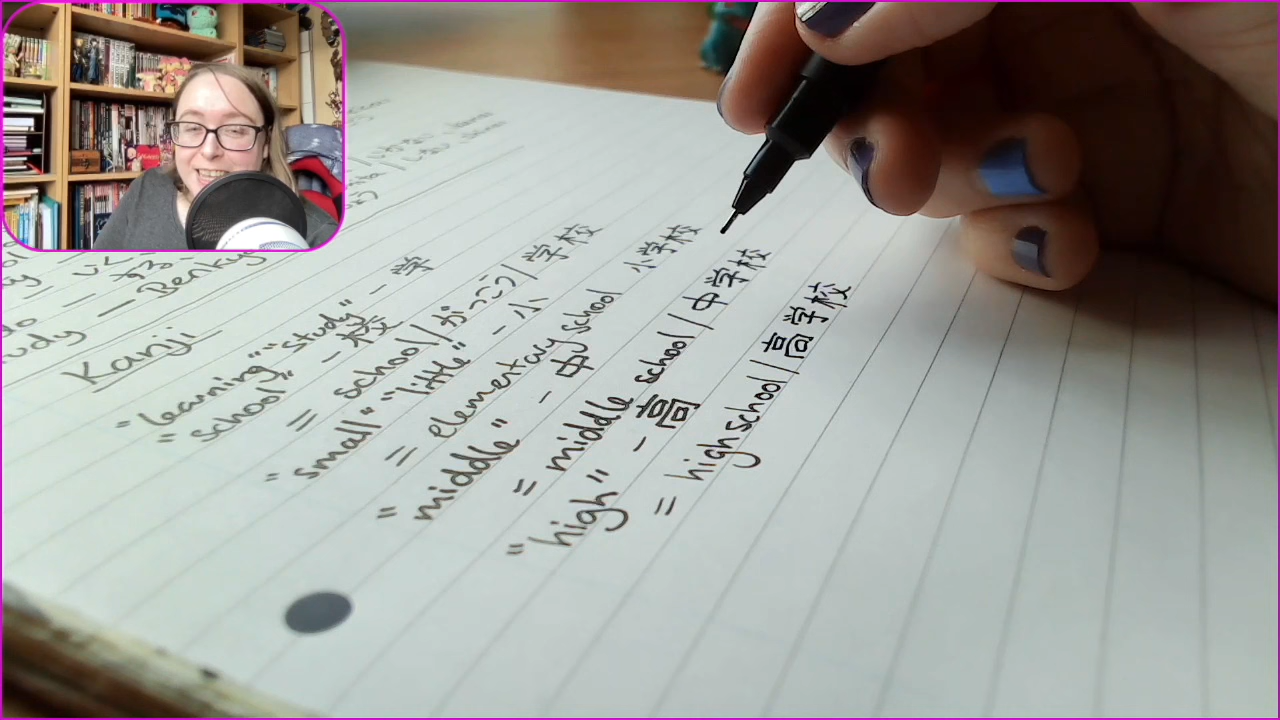 Benkyo
Kanji
"learning" "study" - 学
"school" - 校
= school / がっこう / 学校
"small" "little" - 小
= elementary school 小学校
"middle" - 中
= middle school / 中学校
"high" - 高
= high school / 高学校